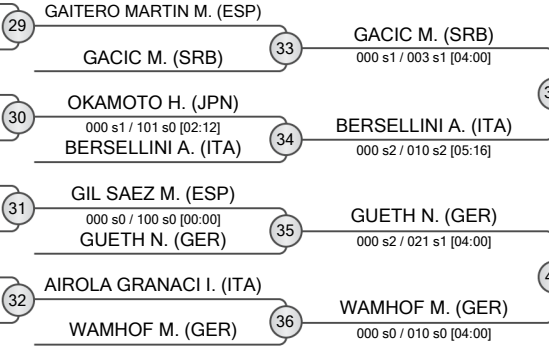 GAITERO MARTIN M. (ESP)
29
GACIC M. (SRB)
33
GACIC M. (SRB)
000 s1 / 003 s1 [04:00]
OKAMOTO H. (JPN)
30
000 s1 / 101 s0 [02:12]
BERSELLINI A. (ITA)
34
BERSELLINI A. (ITA)
000 s2 / 010 s2 [05:16]
GIL SAEZ M. (ESP)
31
000 s0 / 100 s0 [00:00]
GUETH N. (GER)
35
GUETH N. (GER)
000 s2 / 021 s1 [04:00]
AIROLA GRANACI I. (ITA)
32
WAMHOF M. (GER)
36
WAMHOF M. (GER)
000 s0 / 010 s0 [04:00]